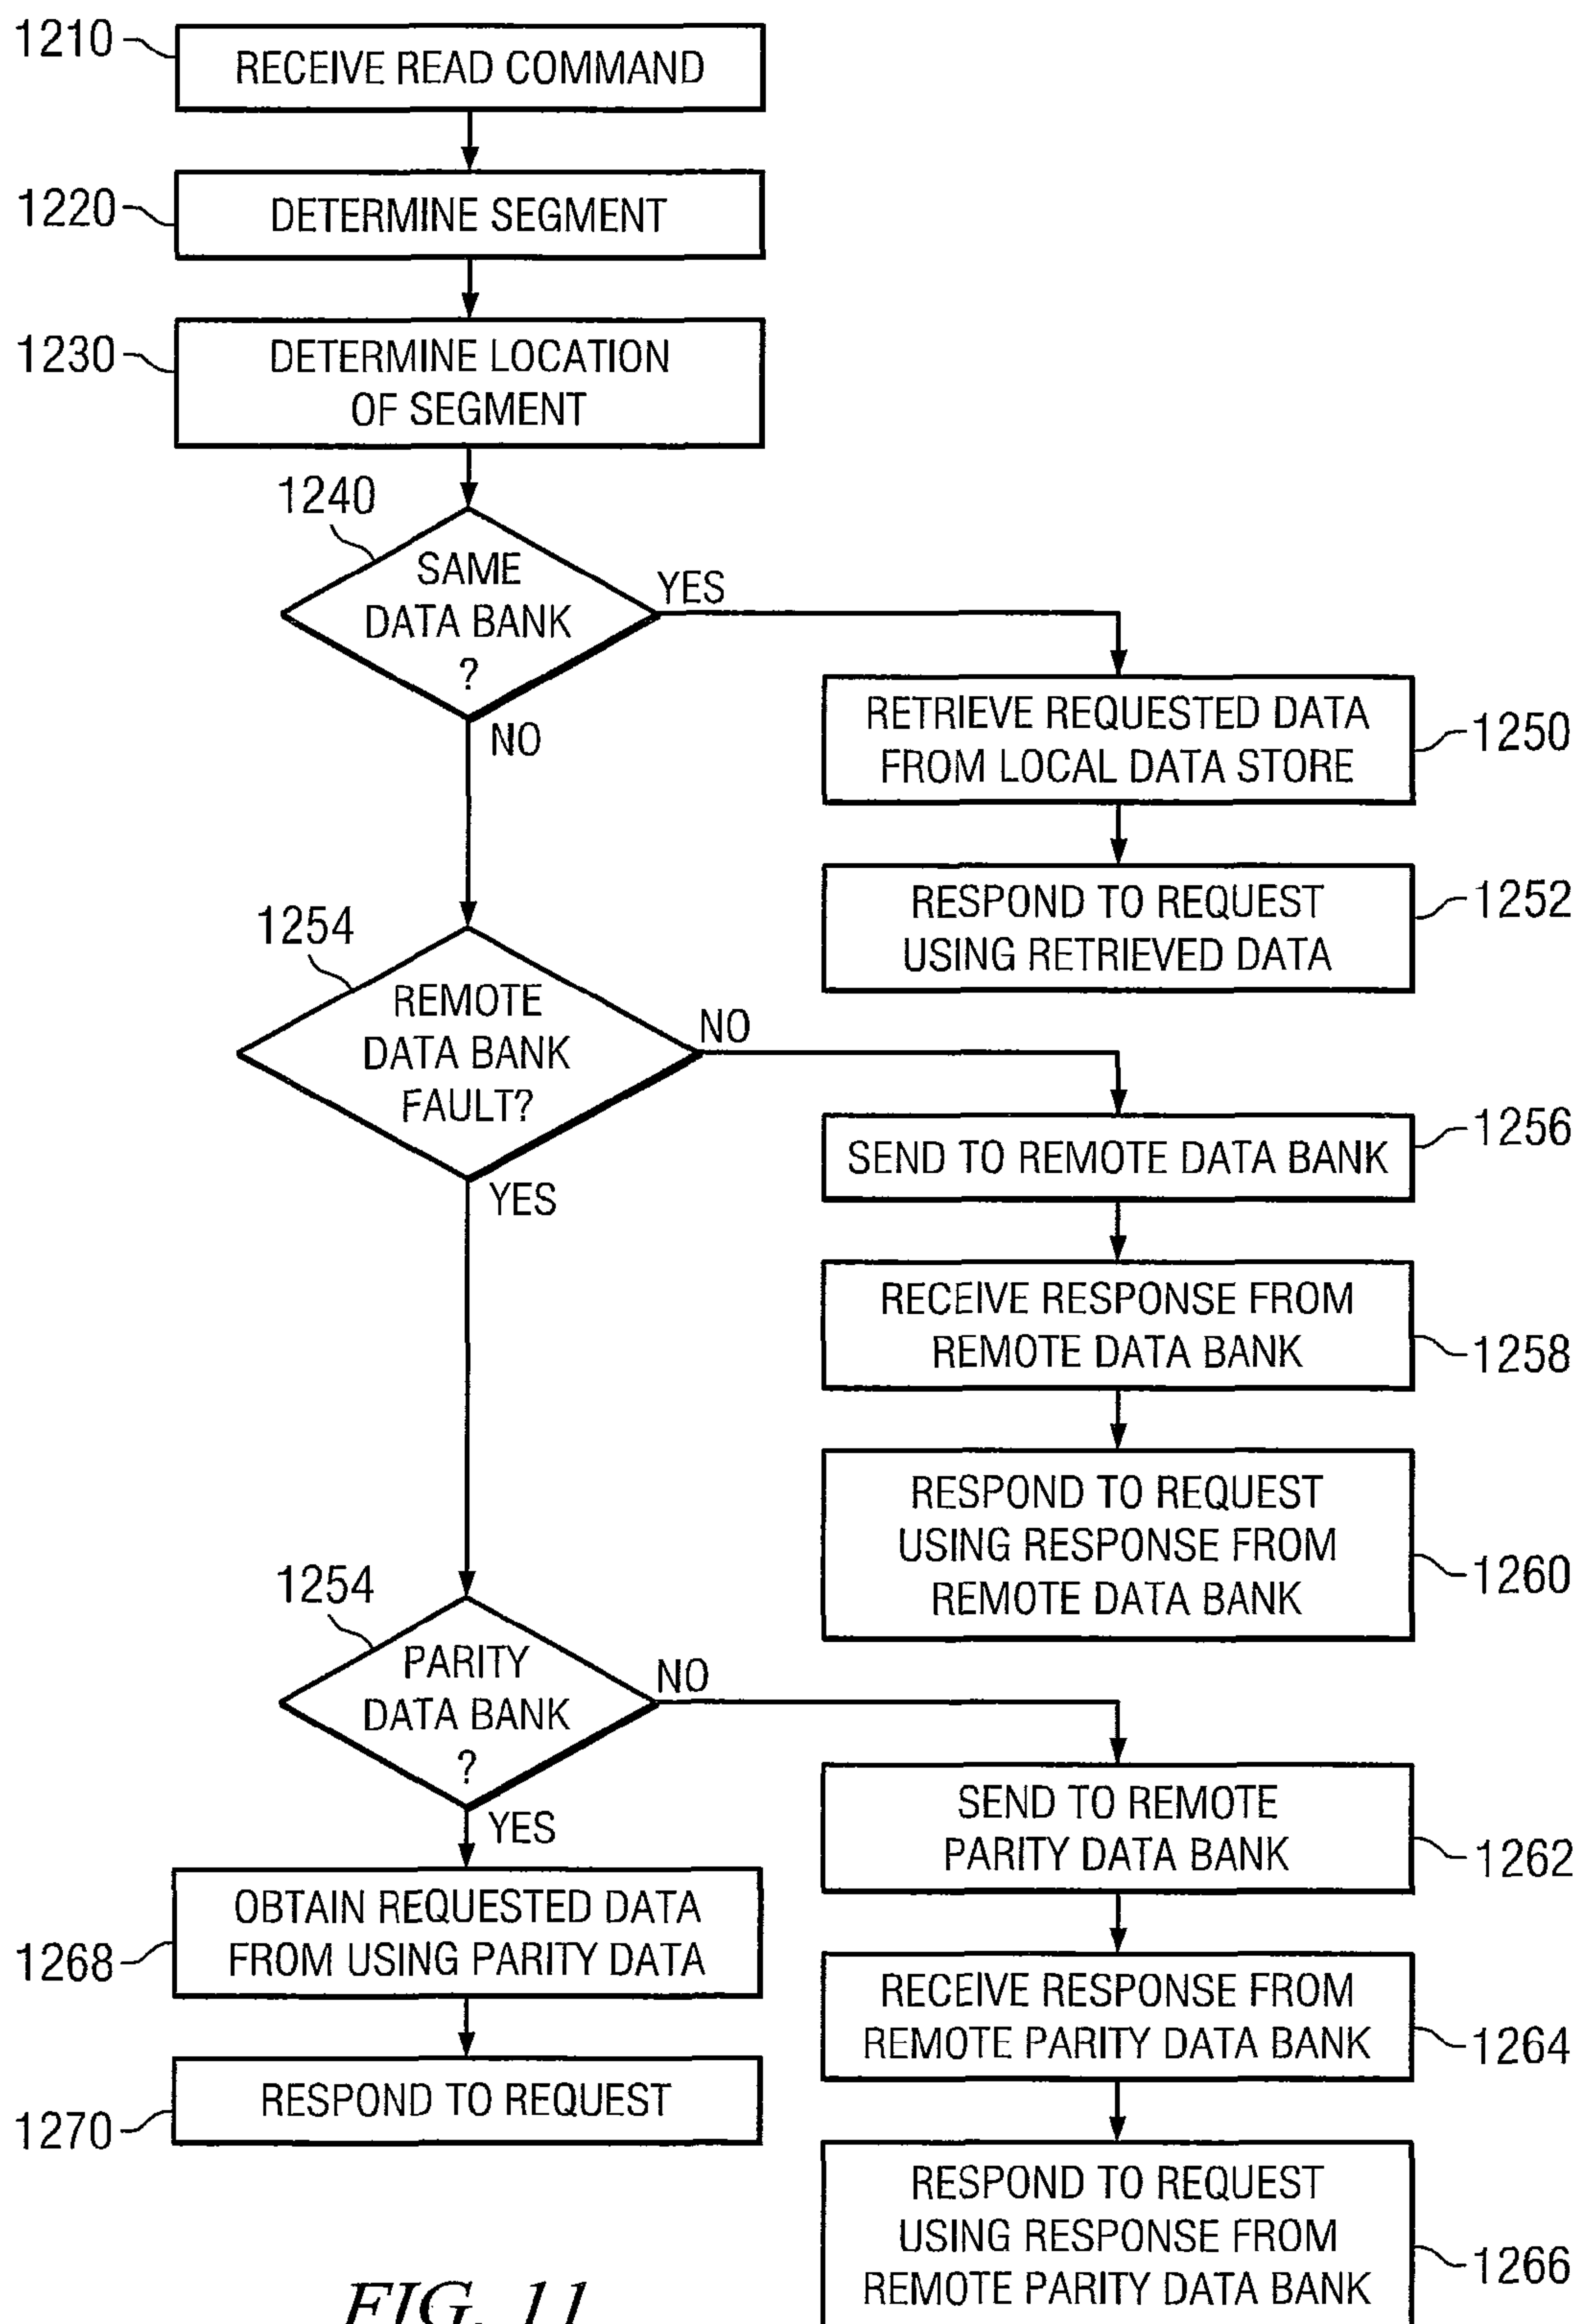 1210
RECEIVE READ COMMAND
1220
DETERMINE SEGMENT
1230
DETERMINE LOCATION
OF SEGMENT
1240
SAME
DATA BANK
?
YES
NO
RETRIEVE REQUESTED DATA
FROM LOCAL DATA STORE
1250
RESPOND TO REQUEST
USING RETRIEVED DATA
1252
1254
REMOTE
DATA BANK
FAULT?
NO
YES
SEND TO REMOTE DATA BANK
1256
RECEIVE RESPONSE FROM
REMOTE DATA BANK
1258
RESPOND TO REQUEST
USING RESPONSE FROM
REMOTE DATA BANK
1260
1254
PARITY
DATA BANK
?
NO
YES
SEND TO REMOTE
PARITY DATA BANK
1262
OBTAIN REQUESTED DATA
FROM USING PARITY DATA
1268
RECEIVE RESPONSE FROM
REMOTE PARITY DATA BANK
1264
RESPOND TO REQUEST
1270
RESPOND TO REQUEST
USING RESPONSE FROM
REMOTE PARITY DATA BANK
1266
FIG. 11